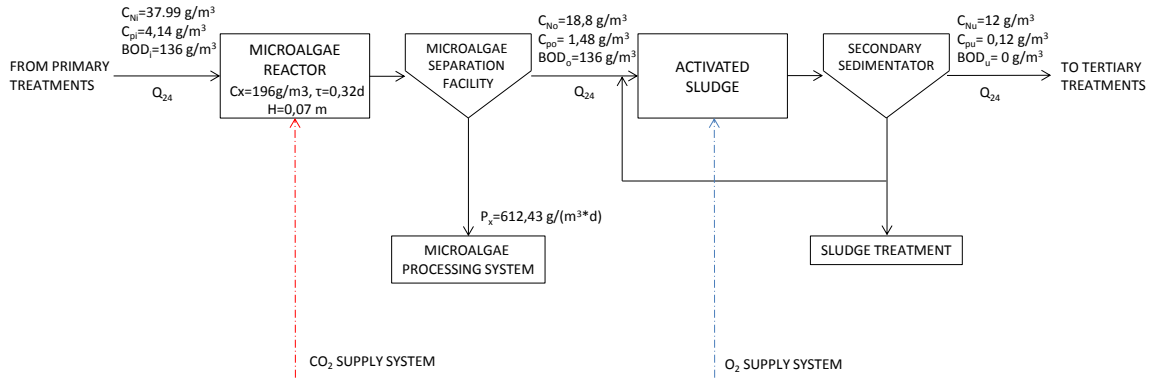 C_Ni=37.99 g/m³
C_pi=4,14 g/m³
BOD_i=136 g/m³
FROM PRIMARY
TREATMENTS
Q₂₄
MICROALGAE
REACTOR
Cx=196g/m3, τ=0,32d
H=0,07 m
MICROALGAE
SEPARATION
FACILITY
C_No=18,8 g/m³
C_po= 1,48 g/m³
BOD_o=136 g/m³
Q₂₄
ACTIVATED
SLUDGE
SECONDARY
SEDIMENTATOR
C_Nu=12 g/m³
C_pu= 0,12 g/m³
BOD_u= 0 g/m³
Q₂₄
TO TERTIARY
TREATMENTS
P_x=612,43 g/(m³*d)
MICROALGAE
PROCESSING SYSTEM
SLUDGE TREATMENT
CO₂ SUPPLY SYSTEM
O₂ SUPPLY SYSTEM